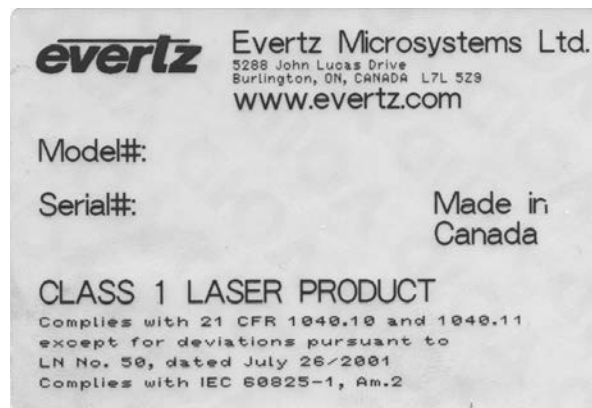 evertz
Evertz Microsystems Ltd.
5288 John Lucas Drive
Burlington, ON, CANADA L7L 5Z9
www.evertz.com
Model#:
Serial#:
Made in
Canada
CLASS 1 LASER PRODUCT
Complies with 21 CFR 1040.10 and 1040.11
except for deviations pursuant to
LN No. 50, dated July 26/2001
Complies with IEC 60825-1, Am.2